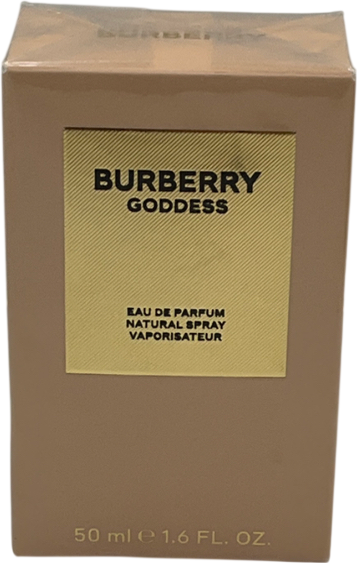 BURBERRY
BURBERRY
GODDESS
EAU DE PARFUM
NATURAL SPRAY
VAPORISATEUR
50 ml ℮ 1.6 FL. OZ.